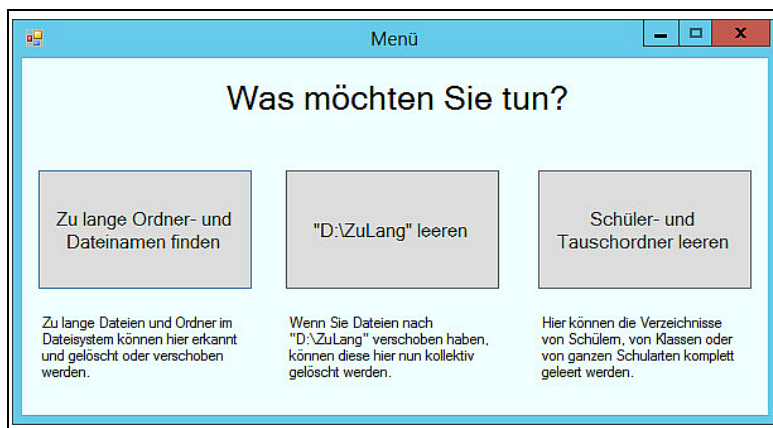 Menü
Was möchten Sie tun?
Zu lange Ordner- und
Dateinamen finden
"D:\ZuLang" leeren
Schüler- und
Tauschordner leeren
Zu lange Dateien und Ordner im
Dateisystem können hier erkannt
und gelöscht oder verschoben
werden.
Wenn Sie Dateien nach
"D:\ZuLang" verschoben haben,
können diese hier nun kollektiv
gelöscht werden.
Hier können die Verzeichnisse
von Schülern, von Klassen oder
von ganzen Schularten komplett
geleert werden.